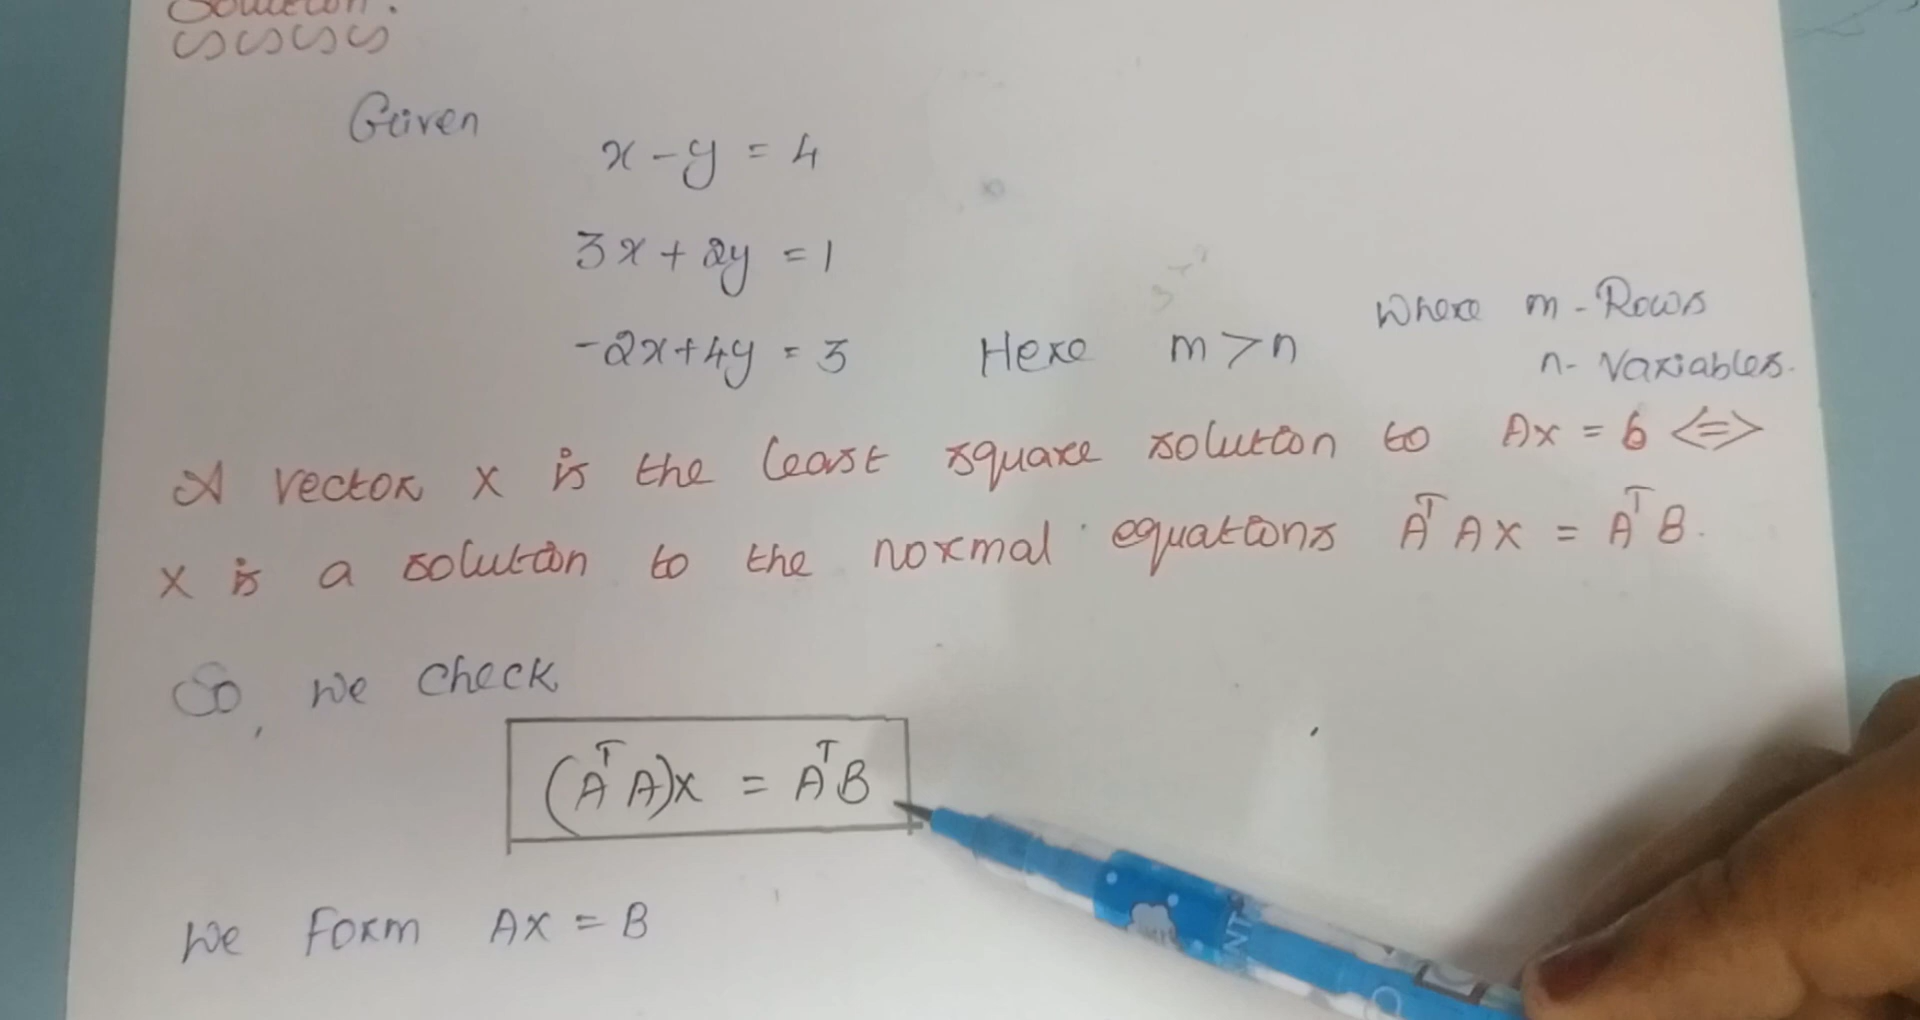 Solution:
Given
x - y = 4
3x + 2y = 1
-2x + 4y = 3 Here m > n where m - Rows
n - Variables.
A vector x is the least square solution to Ax = b <=>
x is a solution to the normal equations AᵀAx = AᵀB.
So, we check
(AᵀA)x = AᵀB
we Form Ax = B